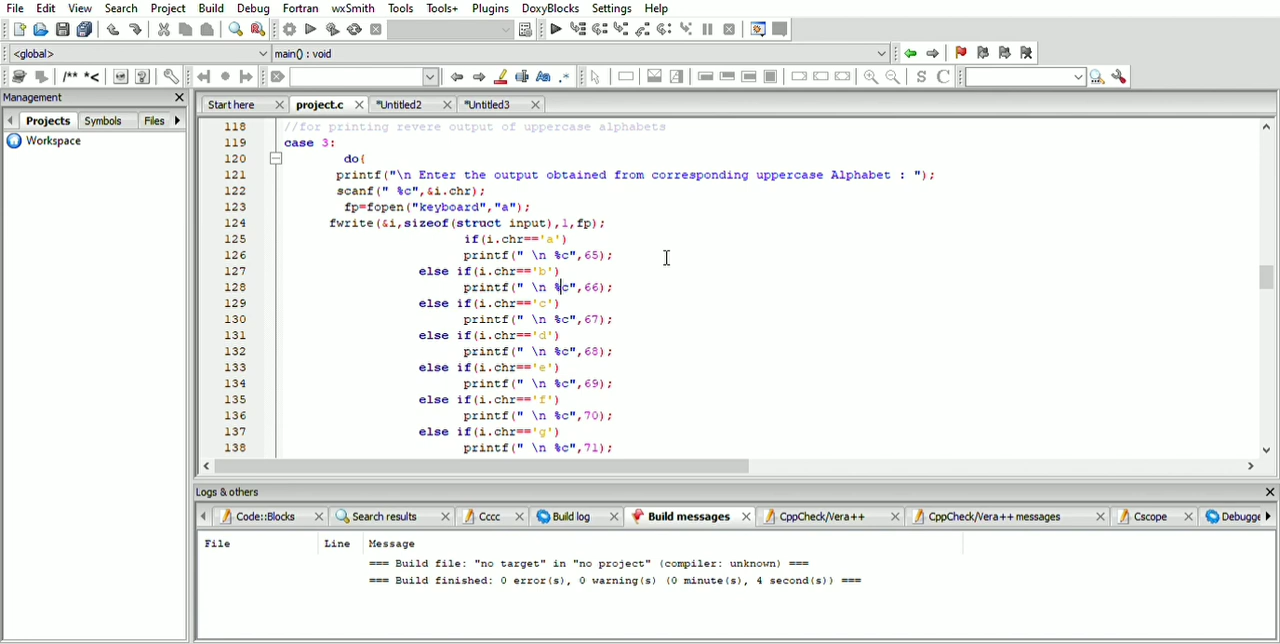 File Edit View Search Project Build Debug Fortran wxSmith Tools Tools+ Plugins DoxyBlocks Settings Help
<global> main() : void
/** *< Aa .* S C
Management
Start here project.c *Untitled2 *Untitled3
Projects Symbols Files
Workspace
118 //for printing revere output of uppercase alphabets
119 case 3:
120 do{
121 printf("\n Enter the output obtained from corresponding uppercase Alphabet : ");
122 scanf(" %c",&i.chr);
123 fp=fopen("keyboard","a");
124 fwrite(&i,sizeof(struct input),1,fp);
125 if(i.chr=='a')
126 printf(" \n %c",65);
127 else if(i.chr=='b')
128 printf(" \n %c",66);
129 else if(i.chr=='c')
130 printf(" \n %c",67);
131 else if(i.chr=='d')
132 printf(" \n %c",68);
133 else if(i.chr=='e')
134 printf(" \n %c",69);
135 else if(i.chr=='f')
136 printf(" \n %c",70);
137 else if(i.chr=='g')
138 printf(" \n %c",71);
Logs & others
Code::Blocks Search results Cccc Build log Build messages CppCheck/Vera++ CppCheck/Vera++ messages Cscope Debugge
File Line Message
=== Build file: "no target" in "no project" (compiler: unknown) ===
=== Build finished: 0 error(s), 0 warning(s) (0 minute(s), 4 second(s)) ===